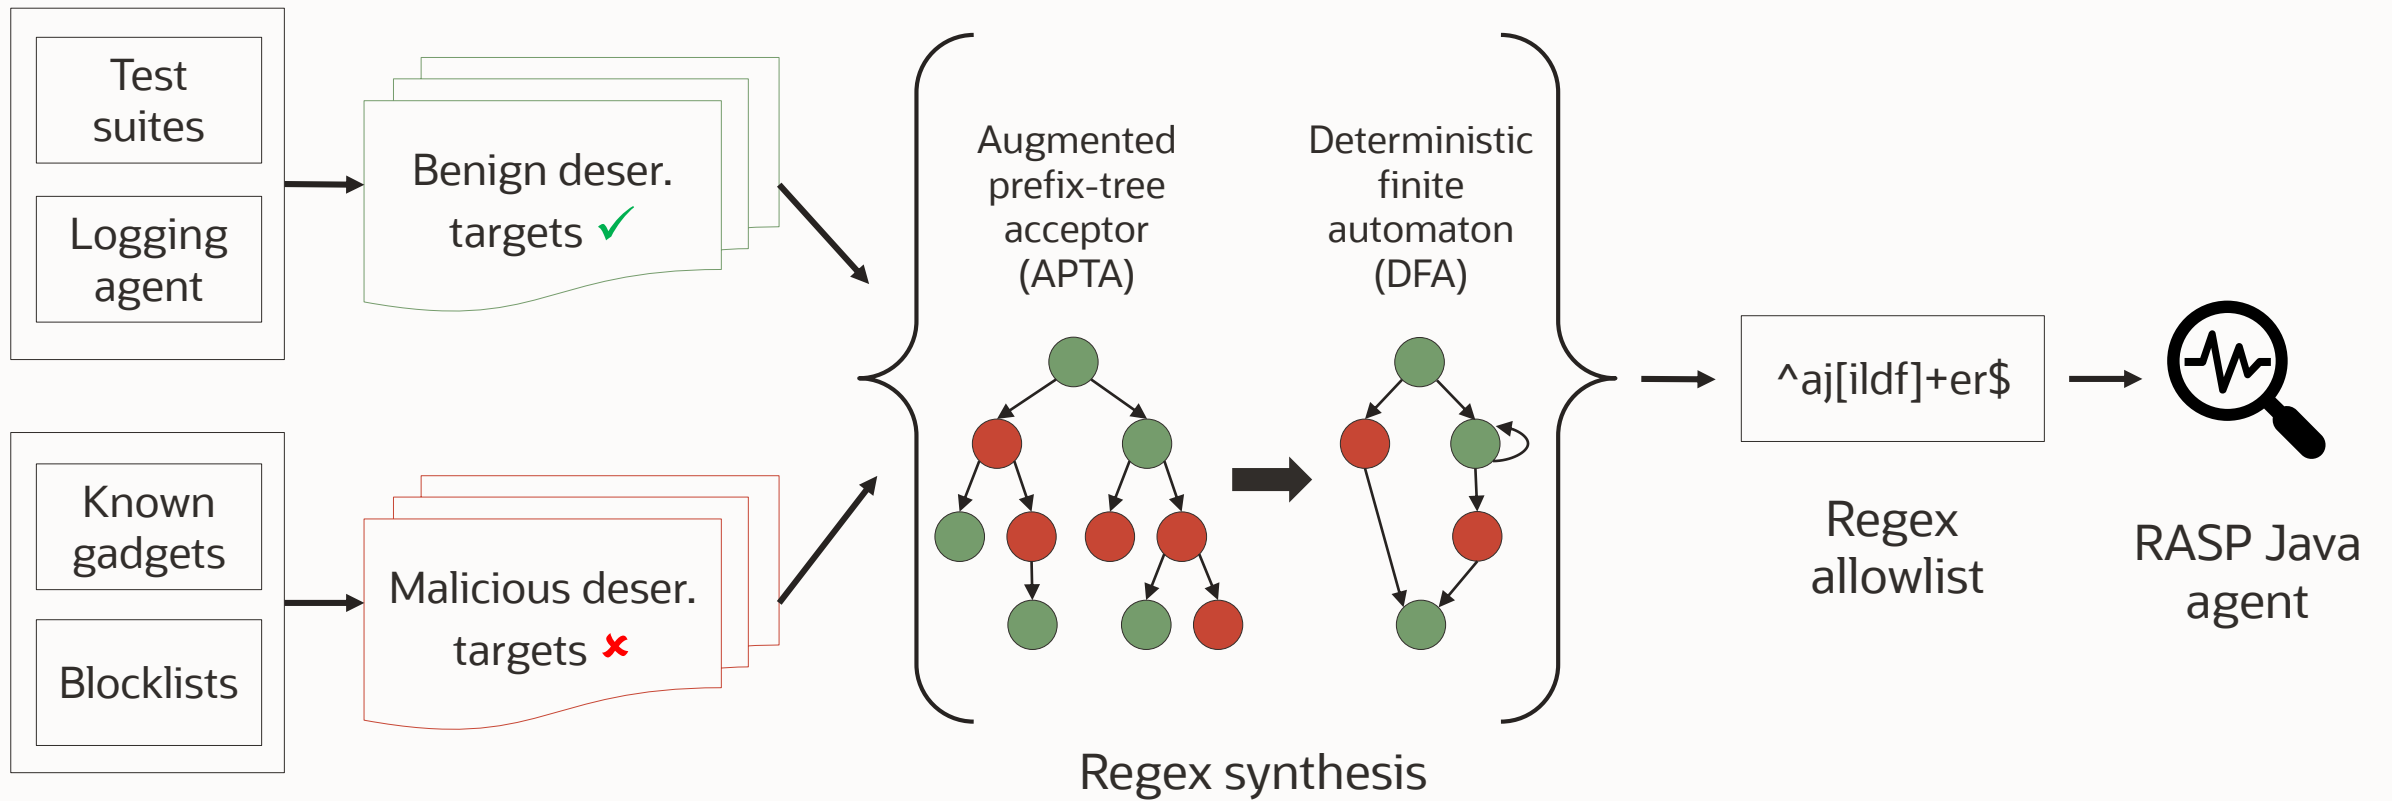 Test
suites
Logging
agent
Benign deser.
targets ✓
Known
gadgets
Blocklists
Malicious deser.
targets ✘
Augmented
prefix-tree
acceptor
(APTA)
Deterministic
finite
automaton
(DFA)
Regex synthesis
^aj[ildf]+er$
Regex
allowlist
RASP Java
agent